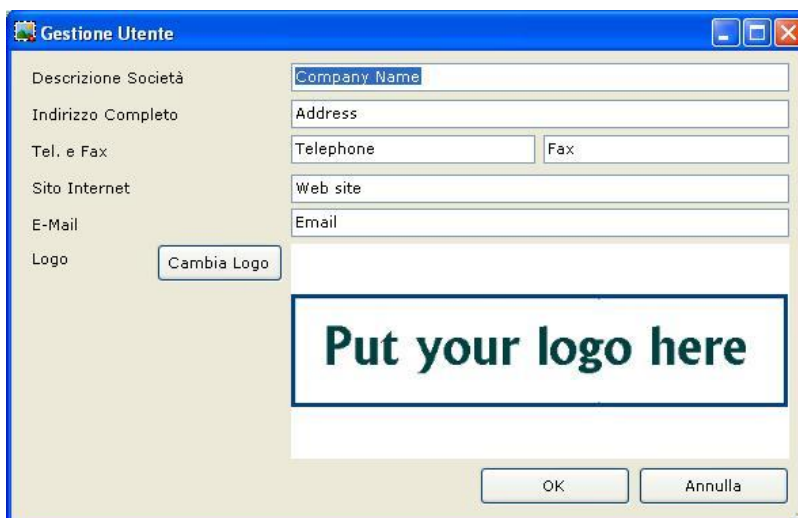 Gestione Utente
Descrizione Società Company Name
Indirizzo Completo Address
Tel. e Fax Telephone Fax
Sito Internet Web site
E-Mail Email
Logo Cambia Logo
Put your logo here
OK Annulla